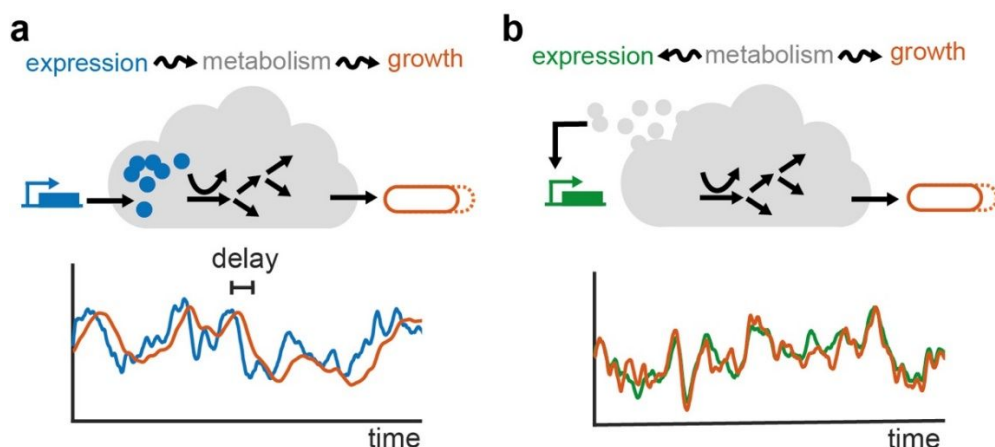 a
expression metabolism growth
delay
time
b
expression metabolism growth
time